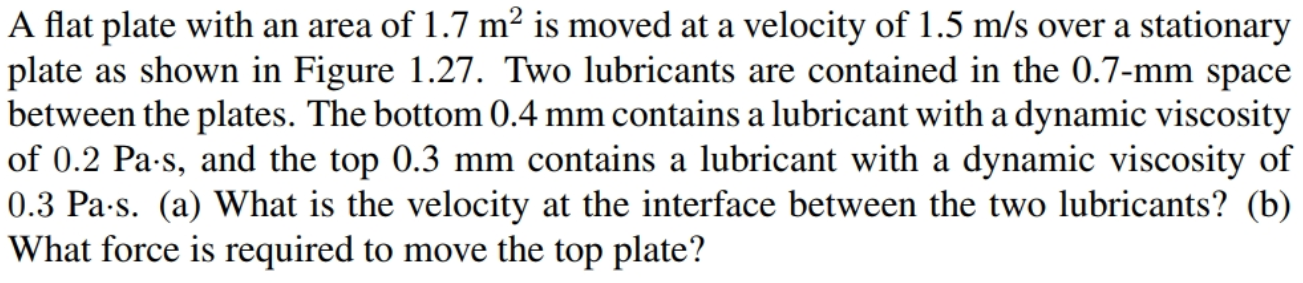 A flat plate with an area of 1.7 m² is moved at a velocity of 1.5 m/s over a stationary
plate as shown in Figure 1.27. Two lubricants are contained in the 0.7-mm space
between the plates. The bottom 0.4 mm contains a lubricant with a dynamic viscosity
of 0.2 Pa·s, and the top 0.3 mm contains a lubricant with a dynamic viscosity of
0.3 Pa·s. (a) What is the velocity at the interface between the two lubricants? (b)
What force is required to move the top plate?